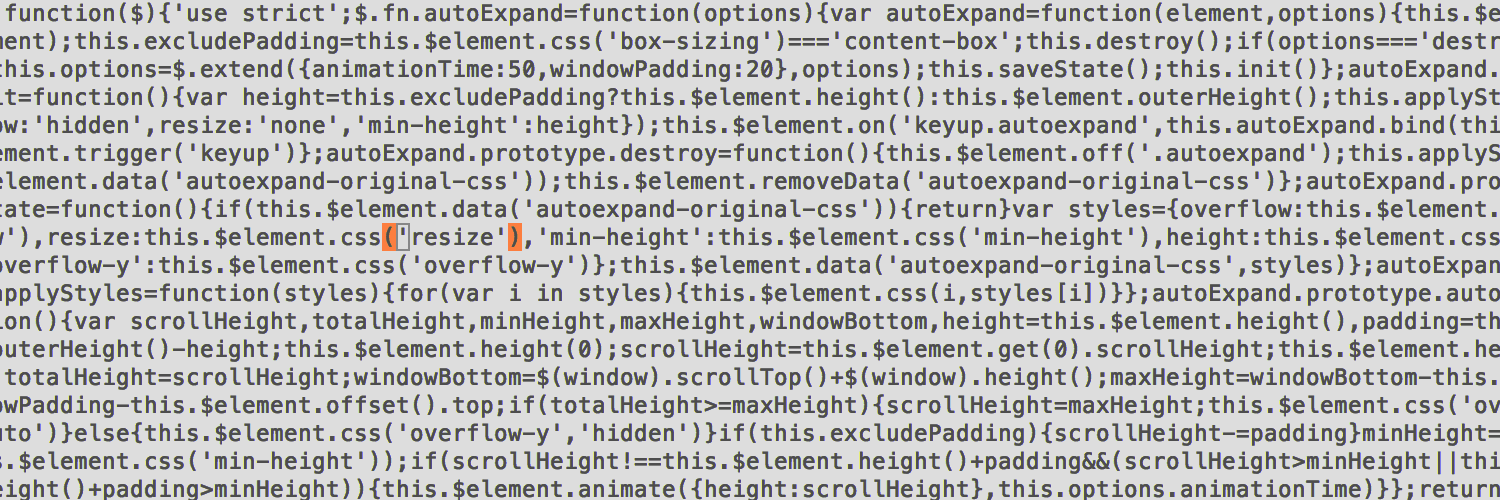 function($){'use strict';$.fn.autoExpand=function(options){var autoExpand=function(element,options){this.$e
ment);this.excludePadding=this.$element.css('box-sizing')==='content-box';this.destroy();if(options==='destr
this.options=$.extend({animationTime:50,windowPadding:20},options);this.saveState();this.init()};autoExpand.
it=function(){var height=this.excludePadding?this.$element.height():this.$element.outerHeight();this.applySt
ow:'hidden',resize:'none','min-height':height});this.$element.on('keyup.autoexpand',this.autoExpand.bind(thi
ement.trigger('keyup')};autoExpand.prototype.destroy=function(){this.$element.off('.autoexpand');this.applyS
element.data('autoexpand-original-css'));this.$element.removeData('autoexpand-original-css')};autoExpand.pro
tate=function(){if(this.$element.data('autoexpand-original-css')){return}var styles={overflow:this.$element.
w'),resize:this.$element.css('resize'),'min-height':this.$element.css('min-height'),height:this.$element.css
overflow-y':this.$element.css('overflow-y')};this.$element.data('autoexpand-original-css',styles)};autoExpan
applyStyles=function(styles){for(var i in styles){this.$element.css(i,styles[i])}};autoExpand.prototype.auto
ion(){var scrollHeight,totalHeight,minHeight,maxHeight,windowBottom,height=this.$element.height(),padding=th
outerHeight()-height;this.$element.height(0);scrollHeight=this.$element.get(0).scrollHeight;this.$element.he
totalHeight=scrollHeight;windowBottom=$(window).scrollTop()+$(window).height();maxHeight=windowBottom-this.
owPadding-this.$element.offset().top;if(totalHeight>=maxHeight){scrollHeight=maxHeight;this.$element.css('ov
uto')}else{this.$element.css('overflow-y','hidden')}if(this.excludePadding){scrollHeight-=padding}minHeight=
s.$element.css('min-height'));if(scrollHeight!==this.$element.height()+padding&&(scrollHeight>minHeight||thi
eight()+padding>minHeight)){this.$element.animate({height:scrollHeight},this.options.animationTime)}};return